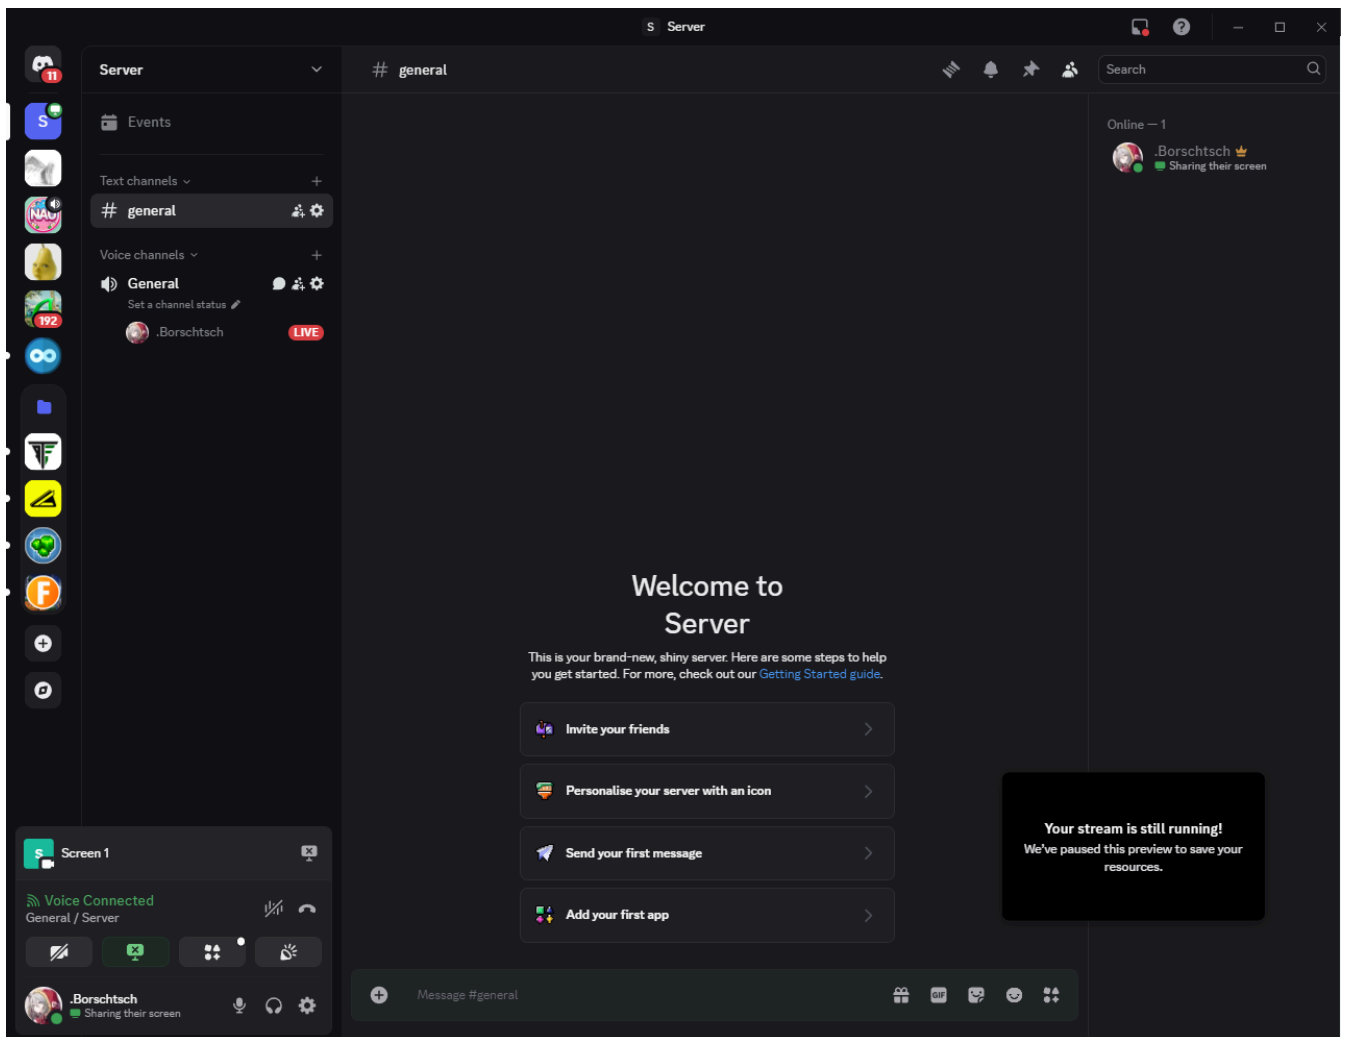 S Server
11
Server
# general
Search
S
Events
Online — 1
.Borschtsch
Sharing their screen
Text channels
# general
NAU
Voice channels
General
Set a channel status
192
.Borschtsch
LIVE
F
Welcome to
Server
This is your brand-new, shiny server. Here are some steps to help
you get started. For more, check out our Getting Started guide.
Invite your friends
Personalise your server with an icon
Send your first message
Add your first app
Your stream is still running!
We've paused this preview to save your
resources.
S Screen 1
Voice Connected
General / Server
.Borschtsch
Sharing their screen
Message #general
GIF